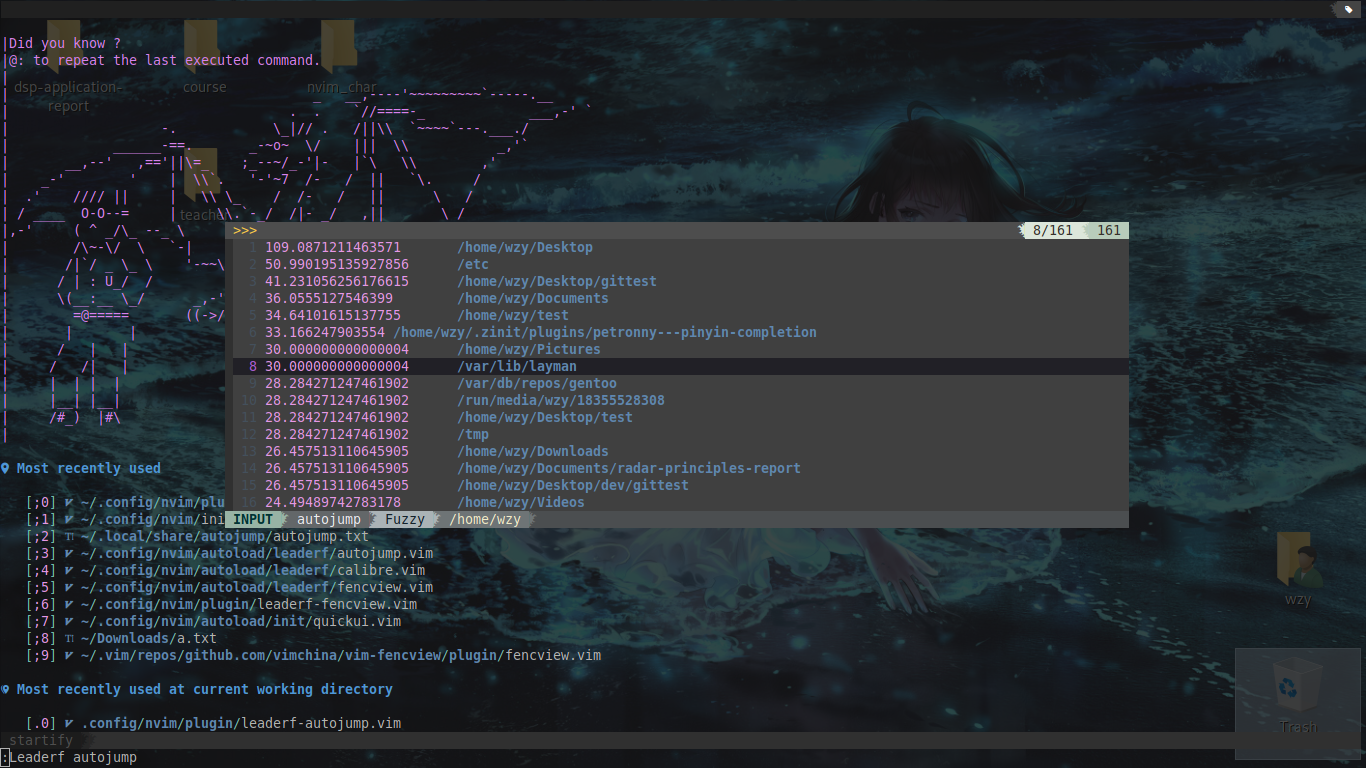 Did you know ?
@: to repeat the last executed command.
dsp-application-report
course
nvim_char
teache
>>> 8/161 161
1 109.0871211463571 /home/wzy/Desktop
2 50.990195135927856 /etc
3 41.231056256176615 /home/wzy/Desktop/gittest
4 36.0555127546399 /home/wzy/Documents
5 34.64101615137755 /home/wzy/test
6 33.166247903554 /home/wzy/.zinit/plugins/petronny---pinyin-completion
7 30.000000000000004 /home/wzy/Pictures
8 30.000000000000004 /var/lib/layman
9 28.284271247461902 /var/db/repos/gentoo
10 28.284271247461902 /run/media/wzy/18355528308
11 28.284271247461902 /home/wzy/Desktop/test
12 28.284271247461902 /tmp
13 26.457513110645905 /home/wzy/Downloads
14 26.457513110645905 /home/wzy/Documents/radar-principles-report
15 26.457513110645905 /home/wzy/Desktop/dev/gittest
16 24.49489742783178 /home/wzy/Videos
INPUT autojump Fuzzy /home/wzy
Most recently used
[;0] ~/.config/nvim/plu
[;1] ~/.config/nvim/ini
[;2] ~/.local/share/autojump/autojump.txt
[;3] ~/.config/nvim/autoload/leaderf/autojump.vim
[;4] ~/.config/nvim/autoload/leaderf/calibre.vim
[;5] ~/.config/nvim/autoload/leaderf/fencview.vim
[;6] ~/.config/nvim/plugin/leaderf-fencview.vim
[;7] ~/.config/nvim/autoload/init/quickui.vim
[;8] ~/Downloads/a.txt
[;9] ~/.vim/repos/github.com/vimchina/vim-fencview/plugin/fencview.vim
Most recently used at current working directory
[.0] .config/nvim/plugin/leaderf-autojump.vim
startify
:Leaderf autojump
wzy
Trash